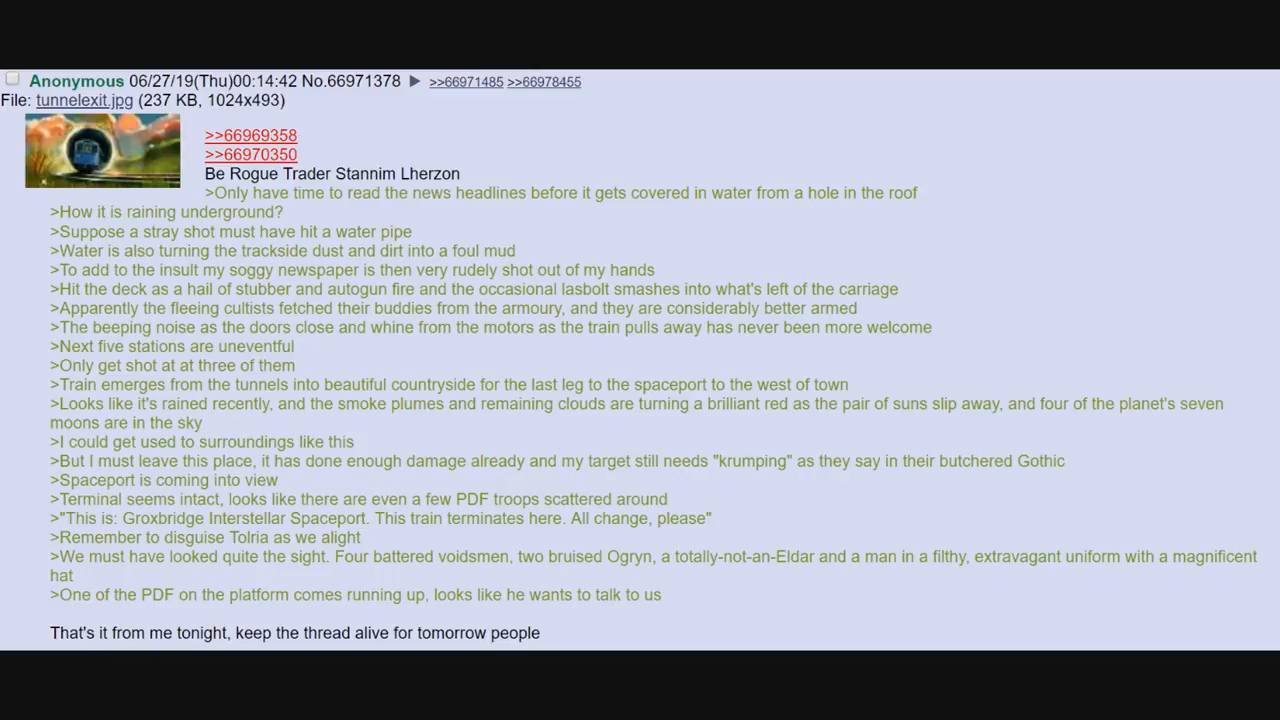 Anonymous 06/27/19(Thu)00:14:42 No.66971378 ▶ >>66971485 >>66978455
File: tunnelexit.jpg (237 KB, 1024x493)
>>66969358
>>66970350
Be Rogue Trader Stannim Lherzon
>Only have time to read the news headlines before it gets covered in water from a hole in the roof
>How it is raining underground?
>Suppose a stray shot must have hit a water pipe
>Water is also turning the trackside dust and dirt into a foul mud
>To add to the insult my soggy newspaper is then very rudely shot out of my hands
>Hit the deck as a hail of stubber and autogun fire and the occasional lasbolt smashes into what's left of the carriage
>Apparently the fleeing cultists fetched their buddies from the armoury, and they are considerably better armed
>The beeping noise as the doors close and whine from the motors as the train pulls away has never been more welcome
>Next five stations are uneventful
>Only get shot at at three of them
>Train emerges from the tunnels into beautiful countryside for the last leg to the spaceport to the west of town
>Looks like it's rained recently, and the smoke plumes and remaining clouds are turning a brilliant red as the pair of suns slip away, and four of the planet's seven
moons are in the sky
>I could get used to surroundings like this
>But I must leave this place, it has done enough damage already and my target still needs "krumping" as they say in their butchered Gothic
>Spaceport is coming into view
>Terminal seems intact, looks like there are even a few PDF troops scattered around
>"This is: Groxbridge Interstellar Spaceport. This train terminates here. All change, please"
>Remember to disguise Tolria as we alight
>We must have looked quite the sight. Four battered voidsmen, two bruised Ogryn, a totally-not-an-Eldar and a man in a filthy, extravagant uniform with a magnificent
hat
>One of the PDF on the platform comes running up, looks like he wants to talk to us
That's it from me tonight, keep the thread alive for tomorrow people